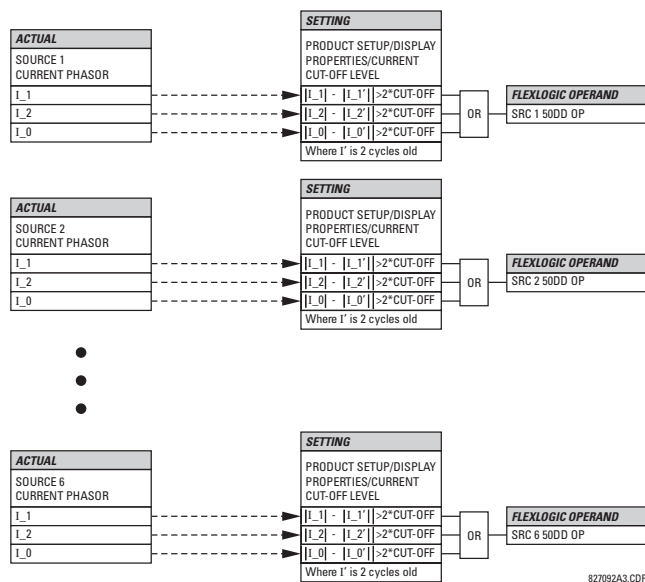 ACTUAL
SOURCE 1
CURRENT PHASOR
I_1
I_2
I_0
SETTING
PRODUCT SETUP/DISPLAY
PROPERTIES/CURRENT
CUT-OFF LEVEL
||I_1| - |I_1'||>2*CUT-OFF
||I_2| - |I_2'||>2*CUT-OFF
||I_0| - |I_0'||>2*CUT-OFF
Where I' is 2 cycles old
OR
FLEXLOGIC OPERAND
SRC 1 50DD OP
ACTUAL
SOURCE 2
CURRENT PHASOR
I_1
I_2
I_0
SETTING
PRODUCT SETUP/DISPLAY
PROPERTIES/CURRENT
CUT-OFF LEVEL
||I_1| - |I_1'||>2*CUT-OFF
||I_2| - |I_2'||>2*CUT-OFF
||I_0| - |I_0'||>2*CUT-OFF
Where I' is 2 cycles old
OR
FLEXLOGIC OPERAND
SRC 2 50DD OP
ACTUAL
SOURCE 6
CURRENT PHASOR
I_1
I_2
I_0
SETTING
PRODUCT SETUP/DISPLAY
PROPERTIES/CURRENT
CUT-OFF LEVEL
||I_1| - |I_1'||>2*CUT-OFF
||I_2| - |I_2'||>2*CUT-OFF
||I_0| - |I_0'||>2*CUT-OFF
Where I' is 2 cycles old
OR
FLEXLOGIC OPERAND
SRC 6 50DD OP
827092A3.CDR